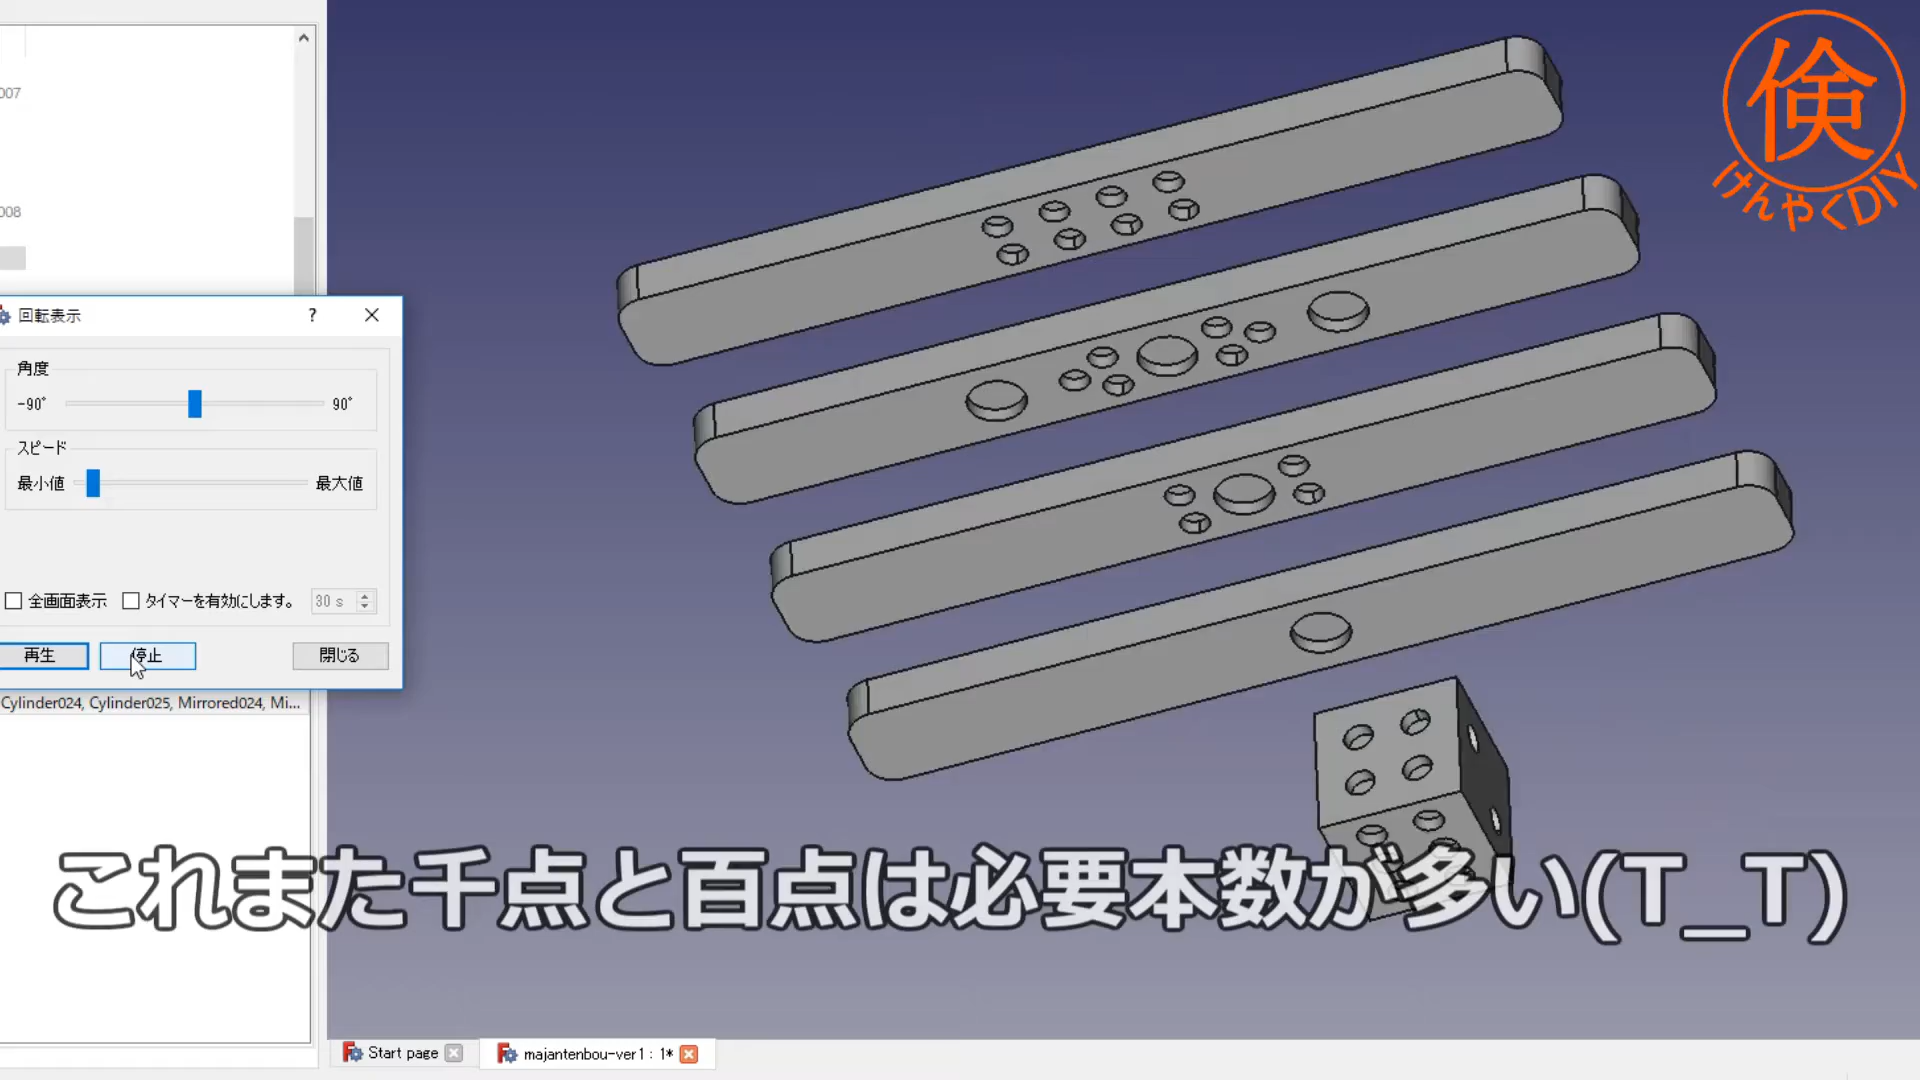 007
008
回転表示
?
角度
-90°
90°
スピード
最小値
最大値
全画面表示
タイマーを有効にします。
30 s
再生
停止
閉じる
Cylinder024, Cylinder025, Mirrored024, Mi...
倹
けんやくDIY
これまた千点と百点は必要本数が多い(T_T)
Start page
majantenbou-ver1 : 1*